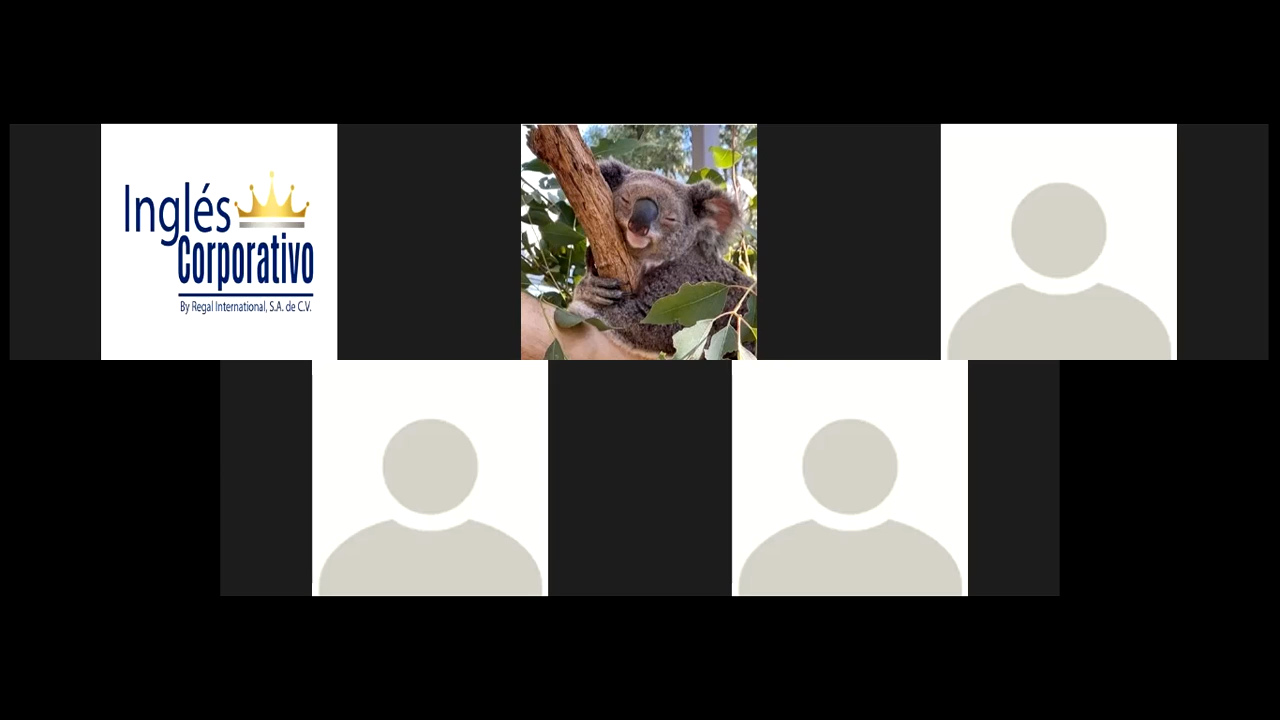 Inglés
Corporativo
By Regal International, S.A. de C.V.